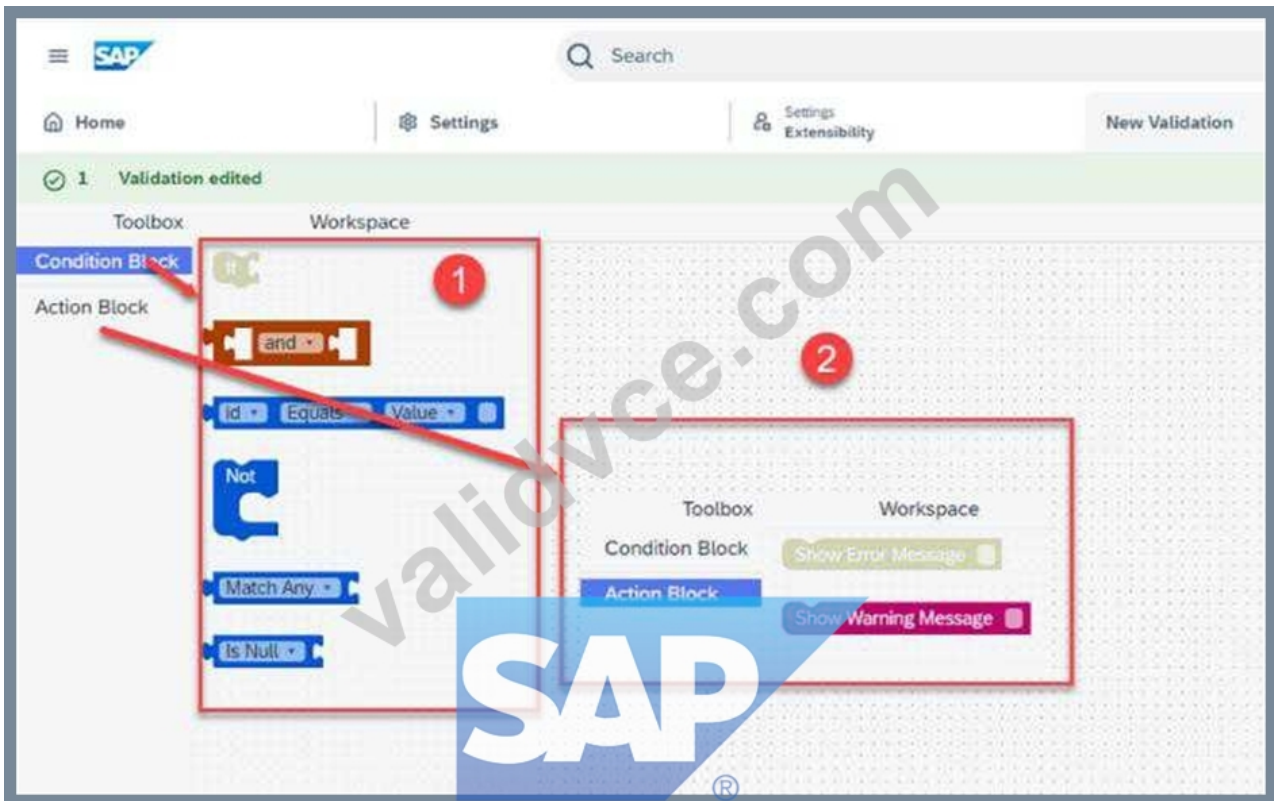 SAP
Search
Home
Settings
Settings
Extensibility
New Validation
1 Validation edited
Toolbox Workspace
Condition Block
If
1
Action Block
and
2
id Equals Value
Not
Toolbox Workspace
Condition Block
Show Error Message
Match Any
Action Block
Show Warning Message
Is Null
validvce.com
SAP
®